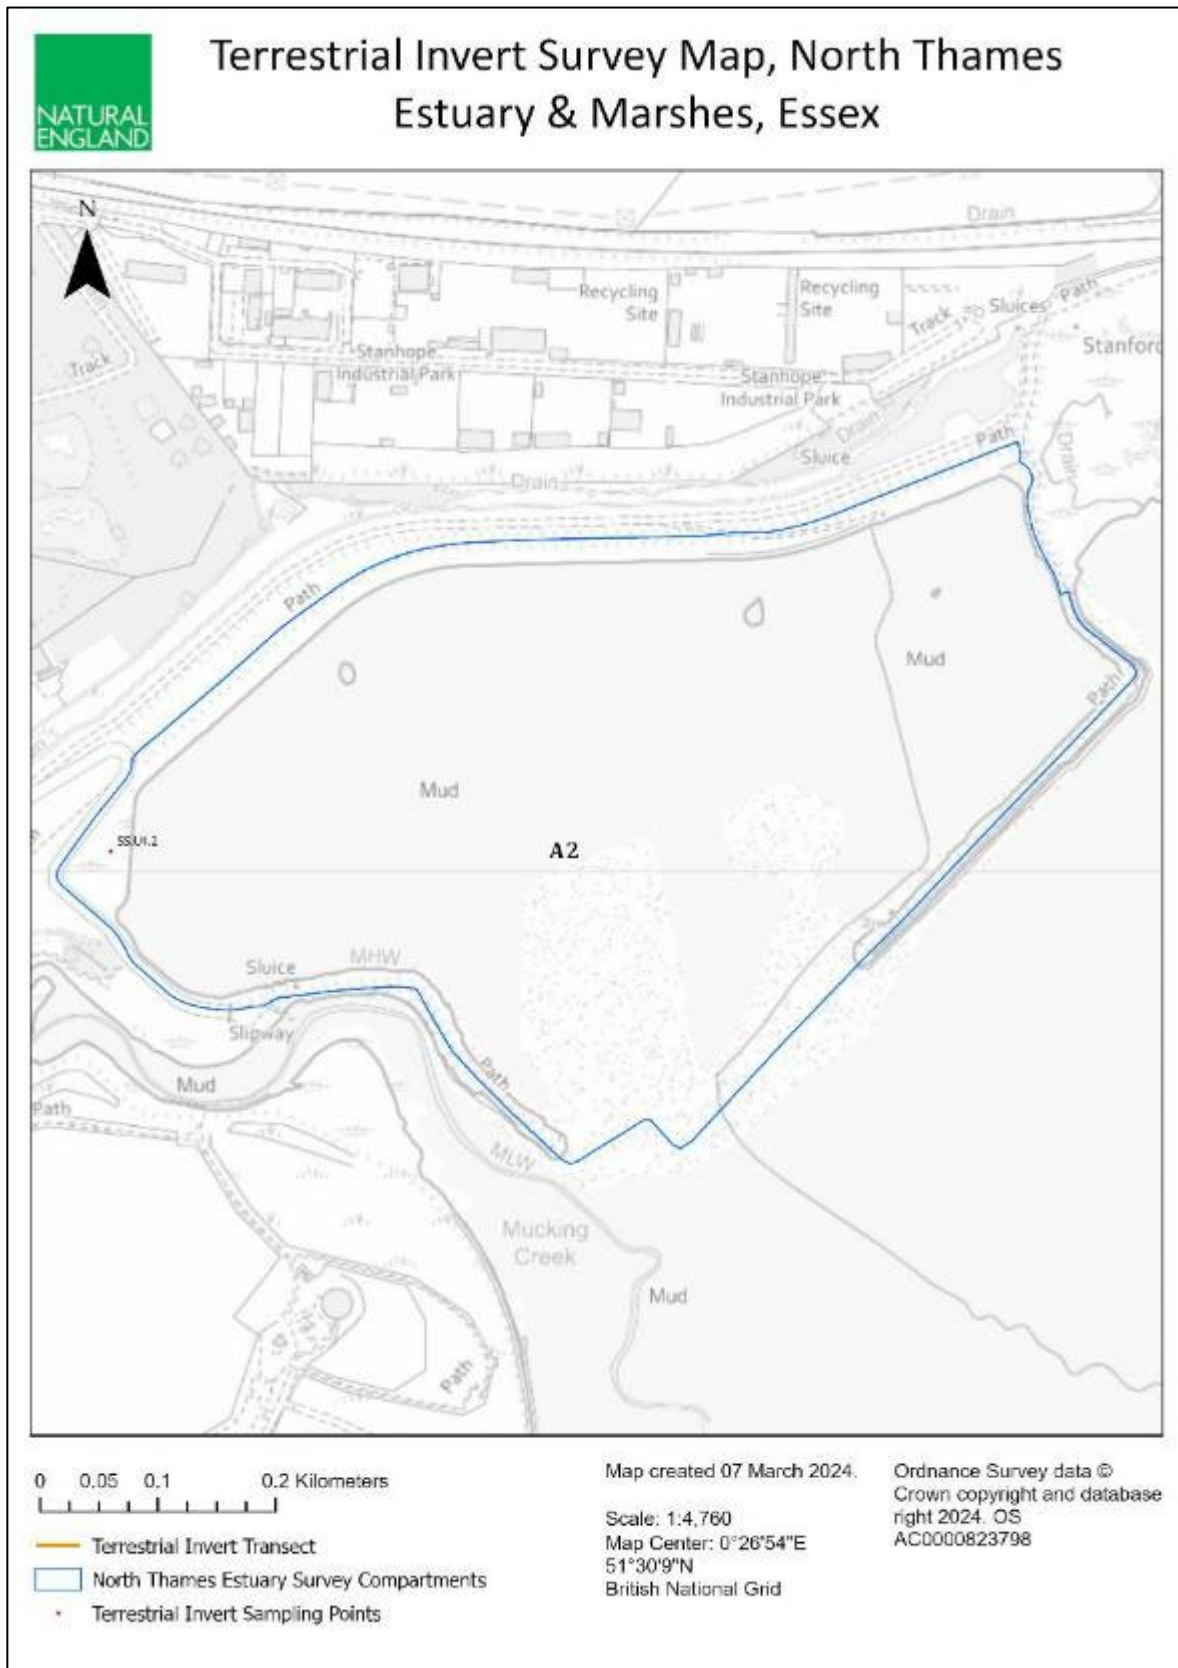 NATURAL
ENGLAND
Terrestrial Invert Survey Map, North Thames
Estuary & Marshes, Essex
N
Drain
Recycling
Site
Recycling
Site
Track
Sluices
Path
Stanford
Track
Stanhope
Industrial Park
Stanhope
Industrial Park
Drain
Sluice
Path
Drain
Drain
Path
Mud
Path
Mud
A2
MHW
Sluice
Slipway
Mud
Path
Path
MLW
Mucking
Creek
Mud
Path
0 0.05 0.1 0.2 Kilometers
Terrestrial Invert Transect
North Thames Estuary Survey Compartments
Terrestrial Invert Sampling Points
Map created 07 March 2024.
Scale: 1:4,760
Map Center: 0°26'54"E
51°30'9"N
British National Grid
Ordnance Survey data ©
Crown copyright and database
right 2024. OS
AC0000823798